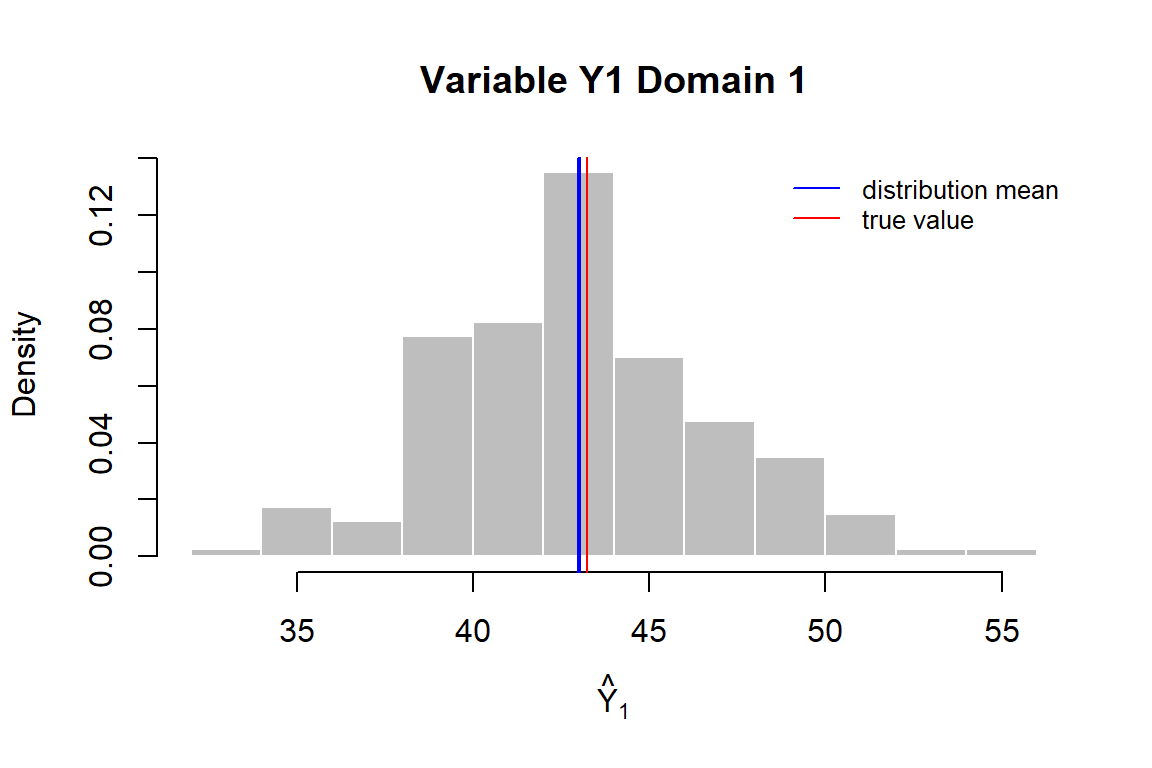 Variable Y1 Domain 1
distribution mean
true value
Density
0.00 0.04 0.08 0.12
35 40 45 50 55
Ŷ₁